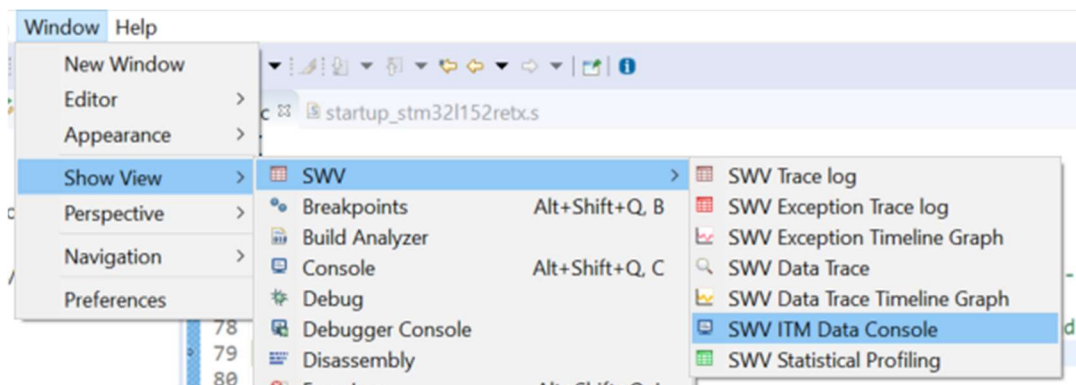 Window Help
New Window
Editor
Appearance
Show View
Perspective
Navigation
Preferences
c startup_stm32l152retx.s
SWV
Breakpoints Alt+Shift+Q, B
Build Analyzer
Console Alt+Shift+Q, C
Debug
Debugger Console
Disassembly
SWV Trace log
SWV Exception Trace log
SWV Exception Timeline Graph
SWV Data Trace
SWV Data Trace Timeline Graph
SWV ITM Data Console
SWV Statistical Profiling
78
79
80